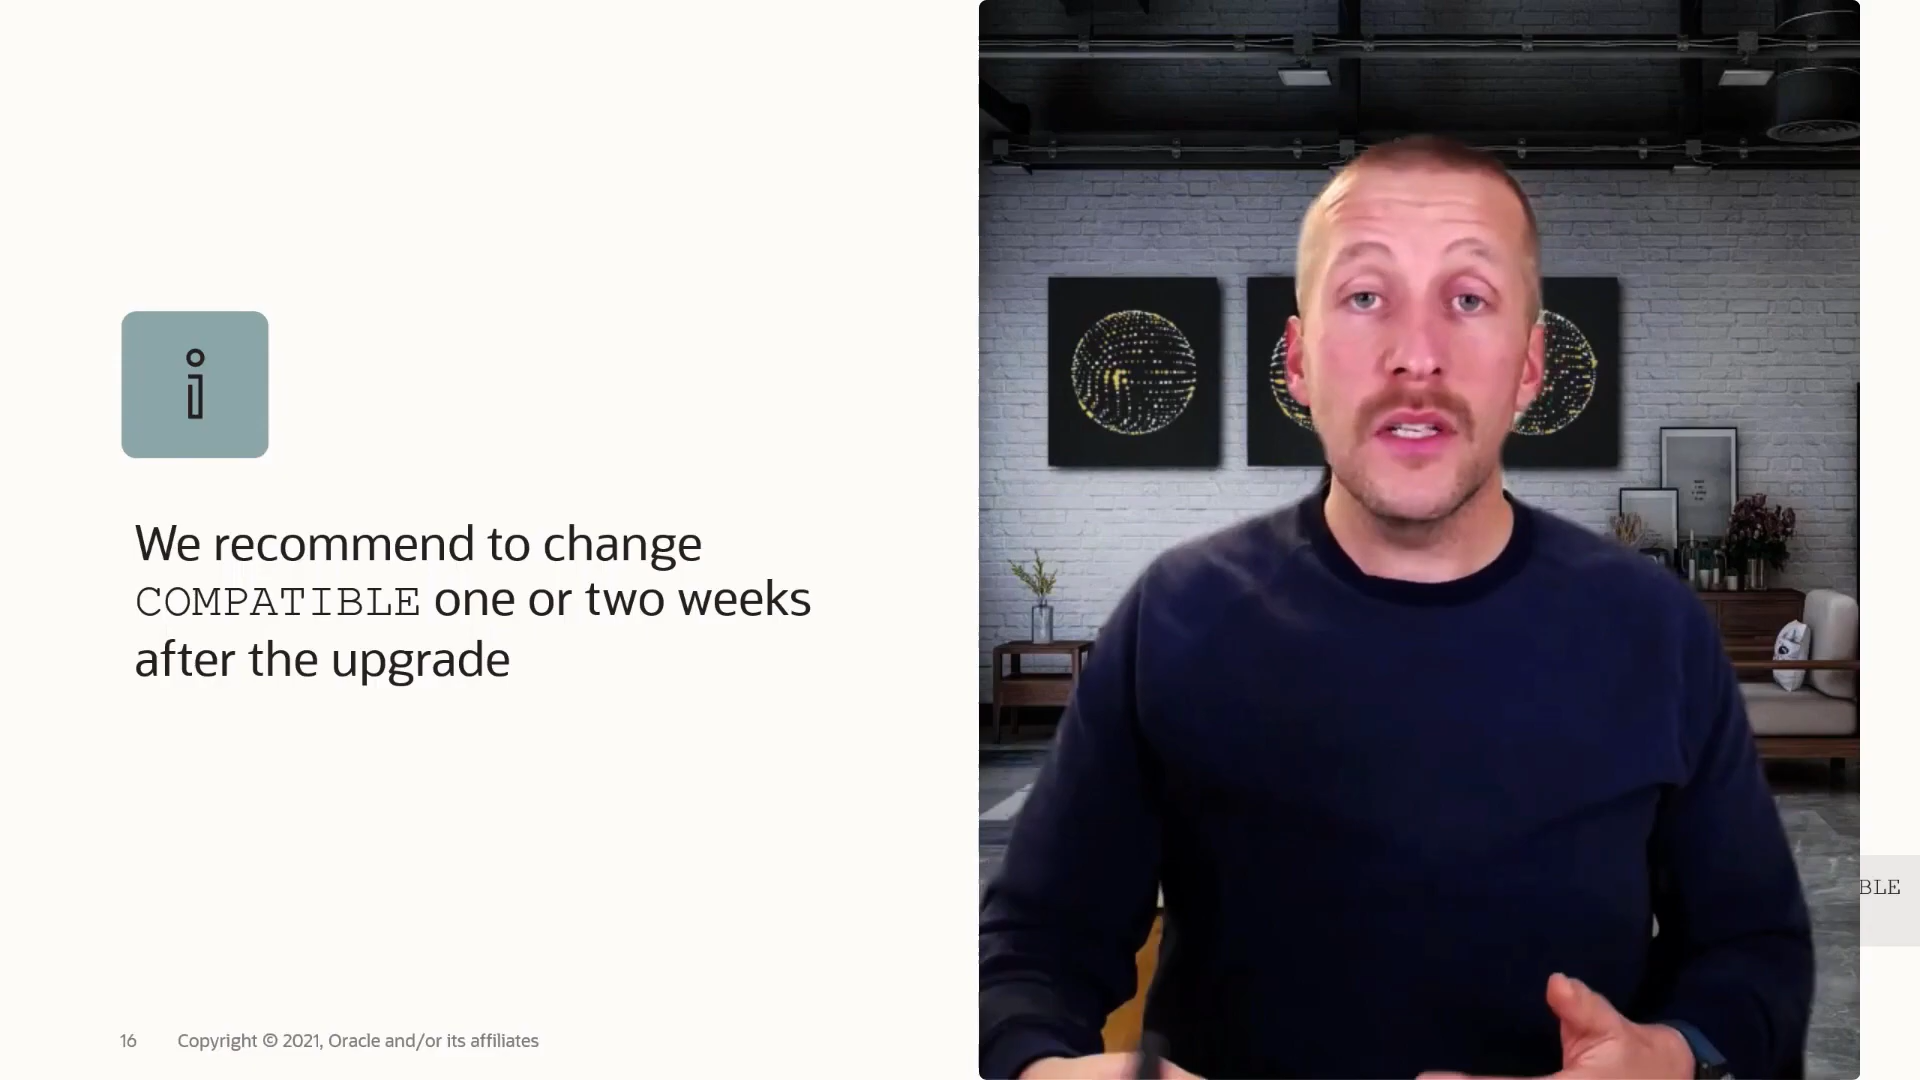 We recommend to change
COMPATIBLE one or two weeks
after the upgrade
BLE
16 Copyright © 2021, Oracle and/or its affiliates